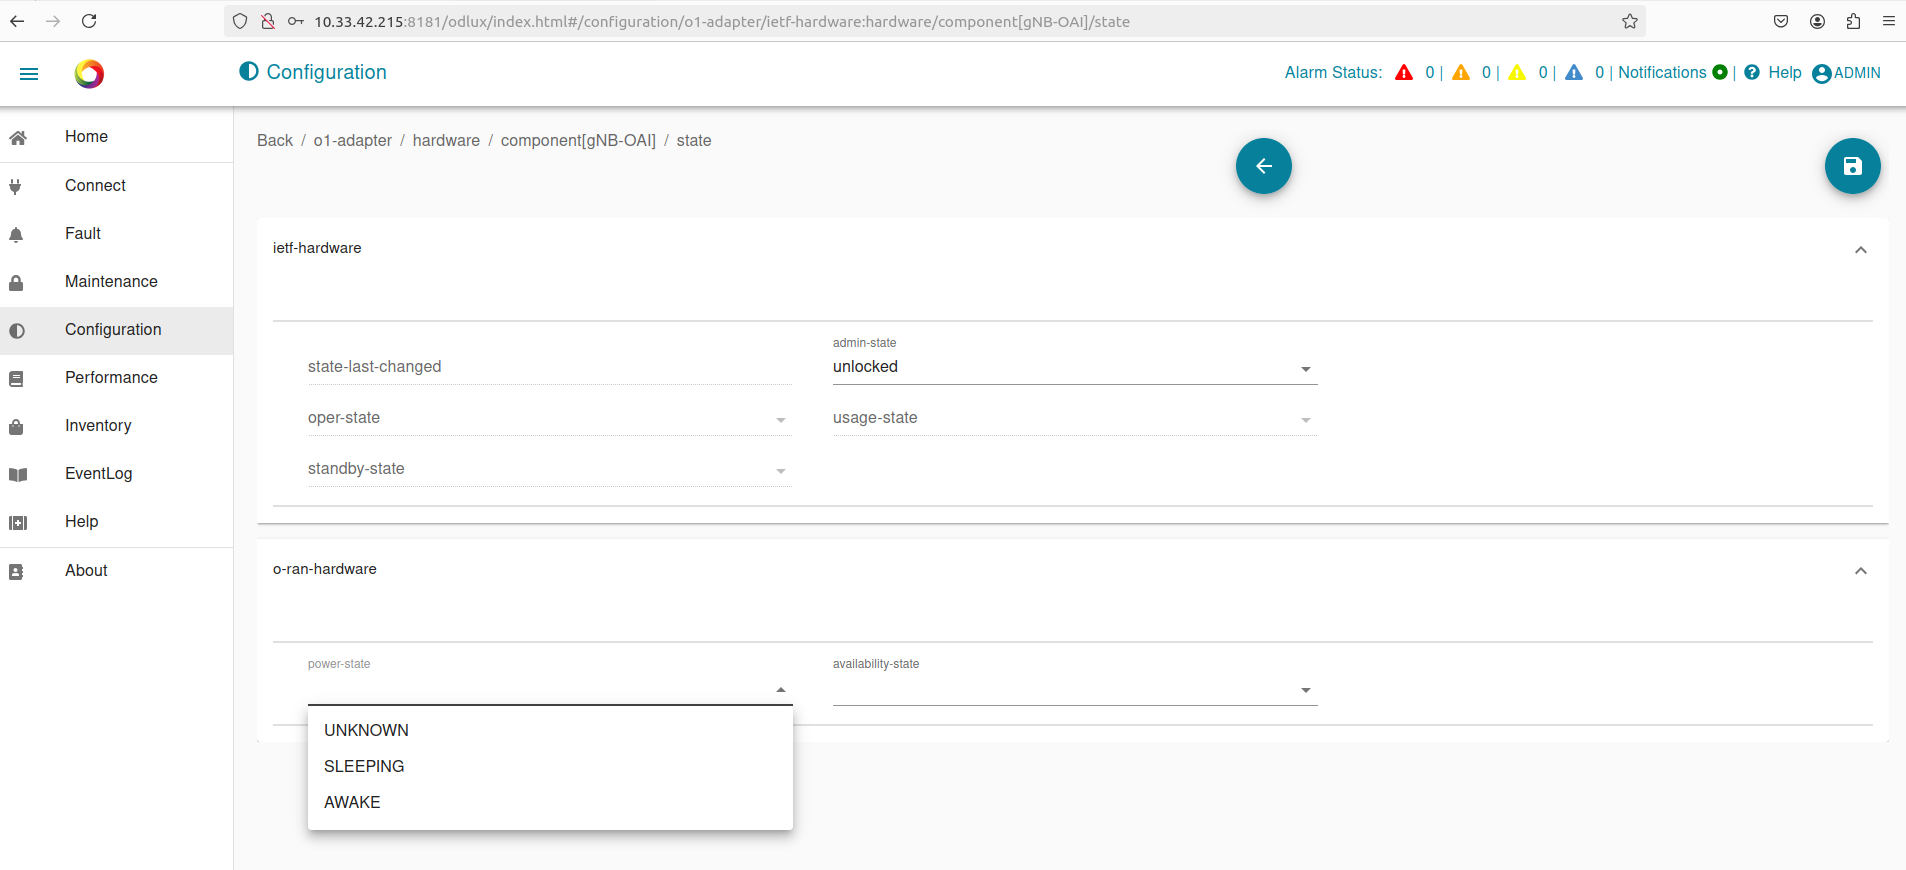 10.33.42.215:8181/odlux/index.html#/configuration/o1-adapter/ietf-hardware:hardware/component[gNB-OAI]/state
Configuration
Alarm Status: 0 | 0 | 0 | 0 | Notifications | Help ADMIN
Home
Connect
Fault
Maintenance
Configuration
Performance
Inventory
EventLog
Help
About
Back / o1-adapter / hardware / component[gNB-OAI] / state
ietf-hardware
state-last-changed
admin-state
unlocked
oper-state
usage-state
standby-state
o-ran-hardware
power-state
availability-state
UNKNOWN
SLEEPING
AWAKE